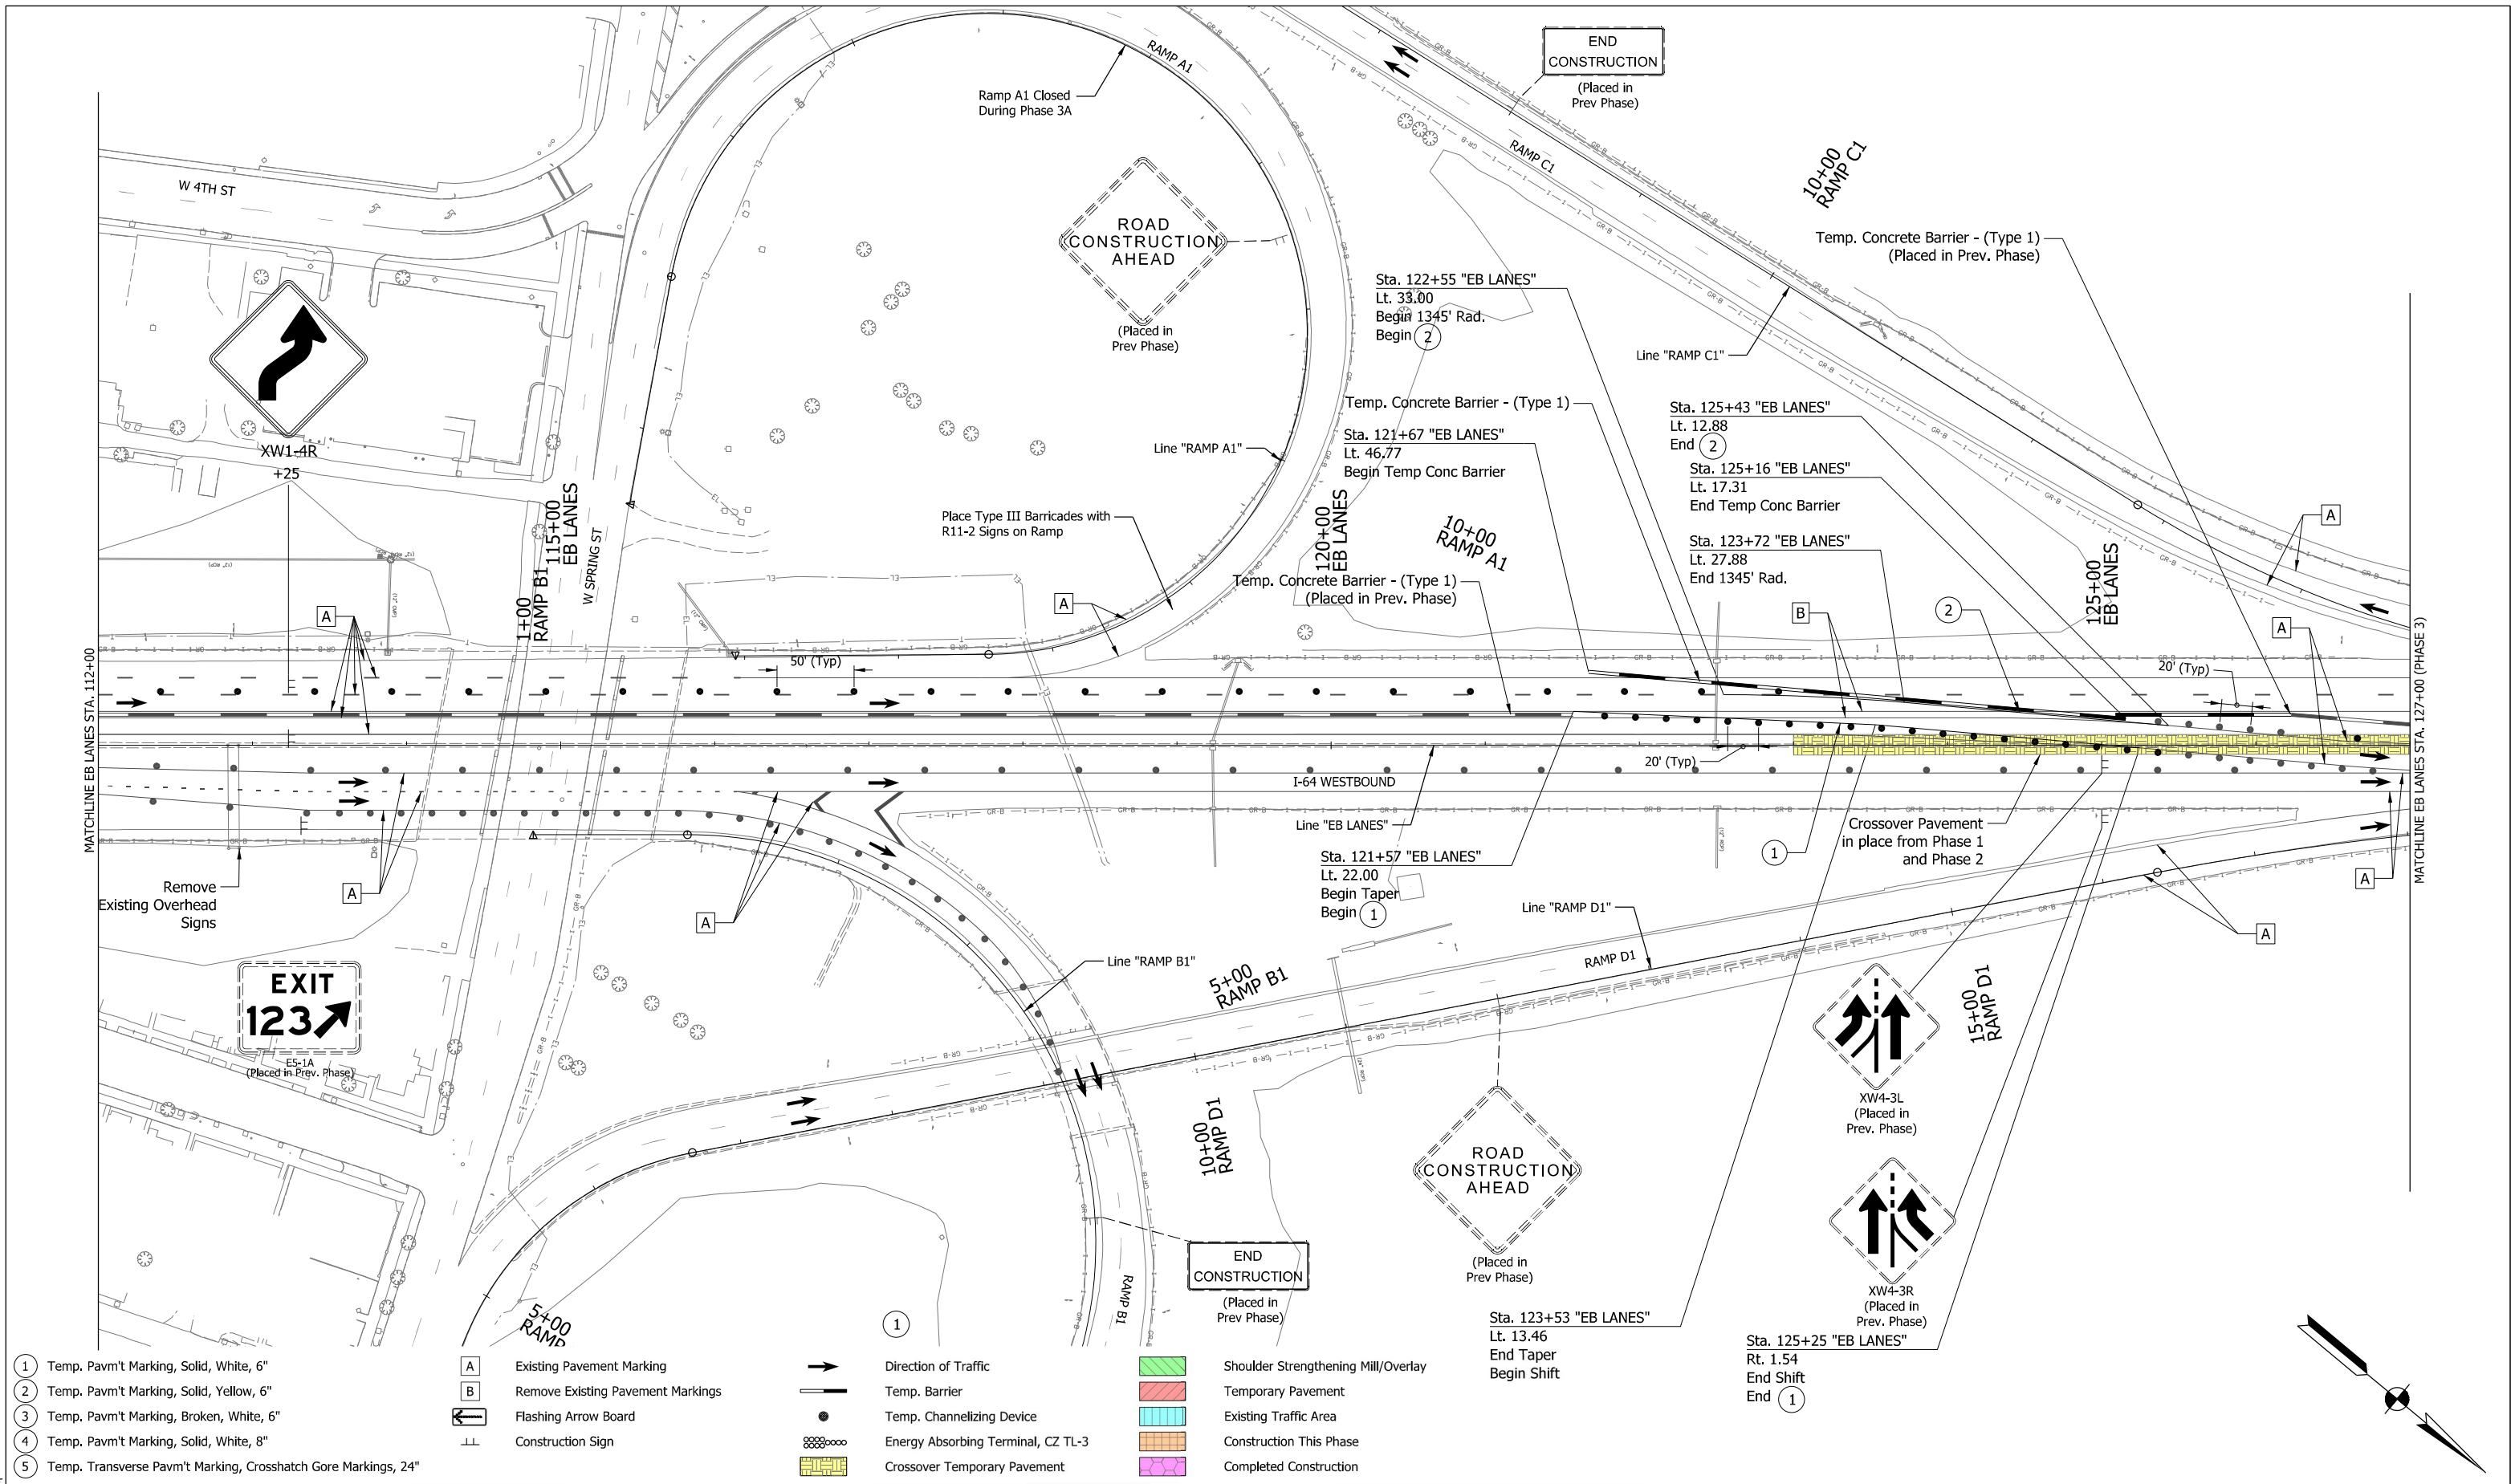 END
CONSTRUCTION
(Placed in
Prev Phase)
RAMP A1
Ramp A1 Closed
During Phase 3A
RAMP C1
10+00
RAMP C1
W 4TH ST
ROAD
CONSTRUCTION
AHEAD
(Placed in
Prev Phase)
Temp. Concrete Barrier - (Type 1)
(Placed in Prev. Phase)
Sta. 122+55 "EB LANES"
Lt. 33.00
Begin 1345' Rad.
Begin 2
Line "RAMP C1"
XW1-4R
+25
Temp. Concrete Barrier - (Type 1)
Sta. 121+67 "EB LANES"
Lt. 46.77
Begin Temp Conc Barrier
Line "RAMP A1"
Sta. 125+43 "EB LANES"
Lt. 12.88
End 2
Sta. 125+16 "EB LANES"
Lt. 17.31
End Temp Conc Barrier
Sta. 123+72 "EB LANES"
Lt. 27.88
End 1345' Rad.
Place Type III Barricades with
R11-2 Signs on Ramp
115+00
EB LANES
W SPRING ST
1+00
RAMP B1
120+00
EB LANES
10+00
RAMP A1
125+00
EB LANES
Temp. Concrete Barrier - (Type 1)
(Placed in Prev. Phase)
A
A
A
A
B
2
50' (Typ)
20' (Typ)
20' (Typ)
MATCHLINE EB LANES STA. 112+00
MATCHLINE EB LANES STA. 127+00 (PHASE 3)
I-64 WESTBOUND
Line "EB LANES"
Crossover Pavement
in place from Phase 1
and Phase 2
1
Sta. 121+57 "EB LANES"
Lt. 22.00
Begin Taper
Begin 1
Remove
Existing Overhead
Signs
A
A
A
A
Line "RAMP D1"
RAMP D1
Line "RAMP B1"
5+00
RAMP B1
15+00
RAMP D1
10+00
RAMP D1
EXIT
123
E5-1A
(Placed in Prev. Phase)
XW4-3L
(Placed in
Prev. Phase)
ROAD
CONSTRUCTION
AHEAD
(Placed in
Prev Phase)
XW4-3R
(Placed in
Prev. Phase)
END
CONSTRUCTION
(Placed in
Prev Phase)
RAMP B1
5+00
RAMP
1
Sta. 123+53 "EB LANES"
Lt. 13.46
End Taper
Begin Shift
Sta. 125+25 "EB LANES"
Rt. 1.54
End Shift
End 1
1 Temp. Pavm't Marking, Solid, White, 6"
2 Temp. Pavm't Marking, Solid, Yellow, 6"
3 Temp. Pavm't Marking, Broken, White, 6"
4 Temp. Pavm't Marking, Solid, White, 8"
5 Temp. Transverse Pavm't Marking, Crosshatch Gore Markings, 24"
A Existing Pavement Marking
B Remove Existing Pavement Markings
Flashing Arrow Board
Construction Sign
Direction of Traffic
Temp. Barrier
Temp. Channelizing Device
Energy Absorbing Terminal, CZ TL-3
Crossover Temporary Pavement
Shoulder Strengthening Mill/Overlay
Temporary Pavement
Existing Traffic Area
Construction This Phase
Completed Construction